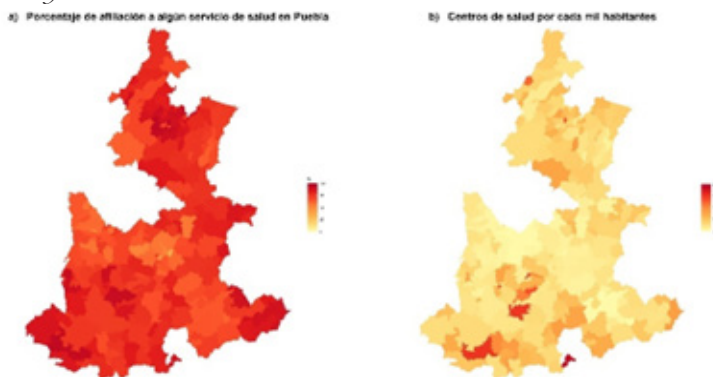 a) Porcentaje de afiliación a algún servicio de salud en Puebla
b) Centros de salud por cada mil habitantes